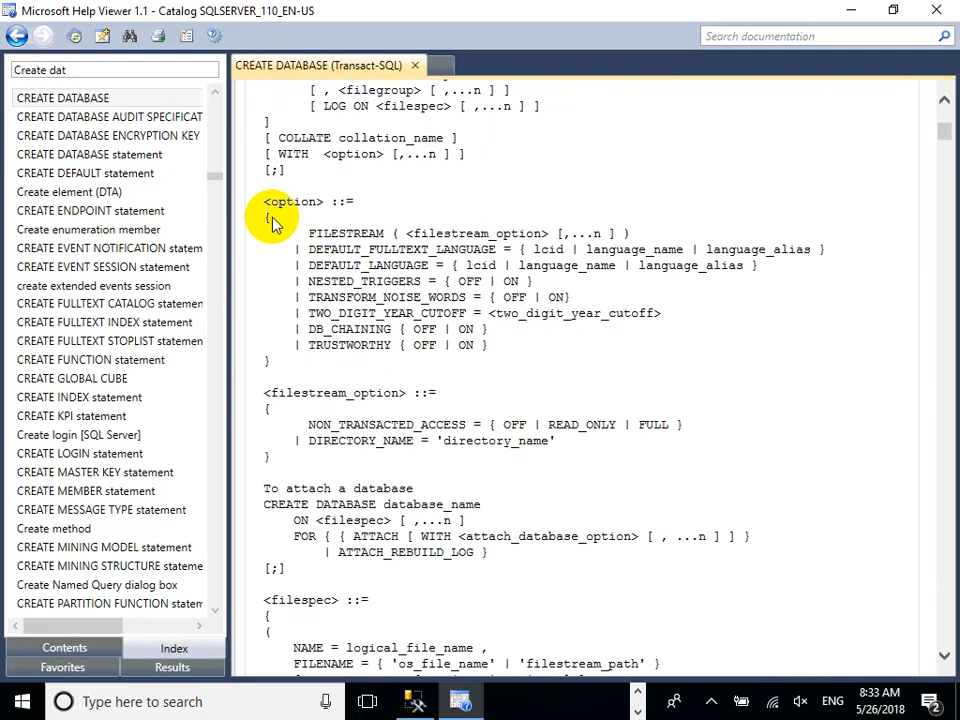 Microsoft Help Viewer 1.1 - Catalog SQLSERVER_110_EN-US
Search documentation
Create dat
CREATE DATABASE
CREATE DATABASE AUDIT SPECIFICAT
CREATE DATABASE ENCRYPTION KEY
CREATE DATABASE statement
CREATE DEFAULT statement
Create element (DTA)
CREATE ENDPOINT statement
Create enumeration member
CREATE EVENT NOTIFICATION statem
CREATE EVENT SESSION statement
create extended events session
CREATE FULLTEXT CATALOG statemen
CREATE FULLTEXT INDEX statement
CREATE FULLTEXT STOPLIST statemen
CREATE FUNCTION statement
CREATE GLOBAL CUBE
CREATE INDEX statement
CREATE KPI statement
Create login [SQL Server]
CREATE LOGIN statement
CREATE MASTER KEY statement
CREATE MEMBER statement
CREATE MESSAGE TYPE statement
Create method
CREATE MINING MODEL statement
CREATE MINING STRUCTURE stateme
Create Named Query dialog box
CREATE PARTITION FUNCTION statem
Contents
Index
Favorites
Results
CREATE DATABASE (Transact-SQL)
[ , <filegroup> [ ,...n ] ]
[ LOG ON <filespec> [ ,...n ] ]
]
[ COLLATE collation_name ]
[ WITH  <option> [,...n ] ]
[;]
<option> ::=
{
FILESTREAM ( <filestream_option> [,...n ] )
| DEFAULT_FULLTEXT_LANGUAGE = { lcid | language_name | language_alias }
| DEFAULT_LANGUAGE = { lcid | language_name | language_alias }
| NESTED_TRIGGERS = { OFF | ON }
| TRANSFORM_NOISE_WORDS = { OFF | ON}
| TWO_DIGIT_YEAR_CUTOFF = <two_digit_year_cutoff>
| DB_CHAINING { OFF | ON }
| TRUSTWORTHY { OFF | ON }
}
<filestream_option> ::=
{
NON_TRANSACTED_ACCESS = { OFF | READ_ONLY | FULL }
| DIRECTORY_NAME = 'directory_name'
}
To attach a database
CREATE DATABASE database_name
ON <filespec> [ ,...n ]
FOR { { ATTACH [ WITH <attach_database_option> [ , ...n ] ] }
| ATTACH_REBUILD_LOG }
[;]
<filespec> ::=
{
(
NAME = logical_file_name ,
FILENAME = { 'os_file_name' | 'filestream_path' }
Type here to search
ENG
8:33 AM
5/26/2018
2